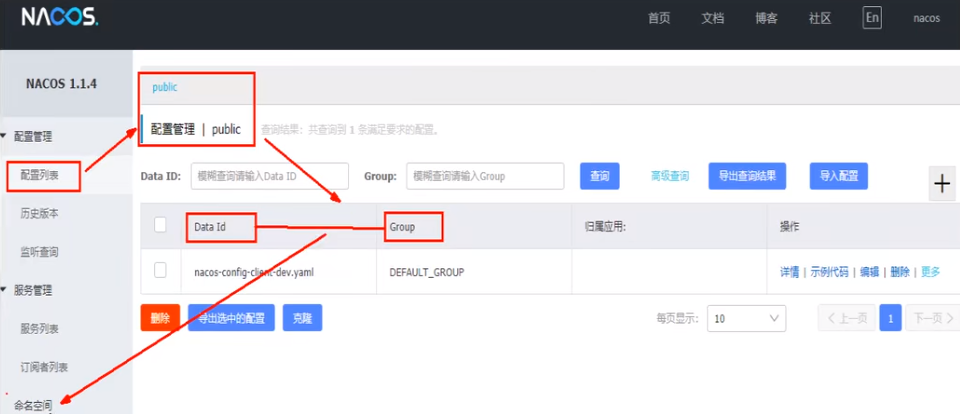 NACOS.
首页 文档 博客 社区 En nacos
NACOS 1.1.4
配置管理
配置列表
历史版本
监听查询
服务管理
服务列表
订阅者列表
命名空间
public
配置管理 | public 查询结果：共查询到 1 条满足要求的配置。
Data ID: 模糊查询请输入Data ID Group: 模糊查询请输入Group 查询 高级查询 导出查询结果 导入配置 +
Data Id Group 归属应用: 操作
nacos-config-client-dev.yaml DEFAULT_GROUP 详情 | 示例代码 | 编辑 | 删除 | 更多
删除 导出选中的配置 克隆 每页显示: 10 < 上一页 1 下一页 >